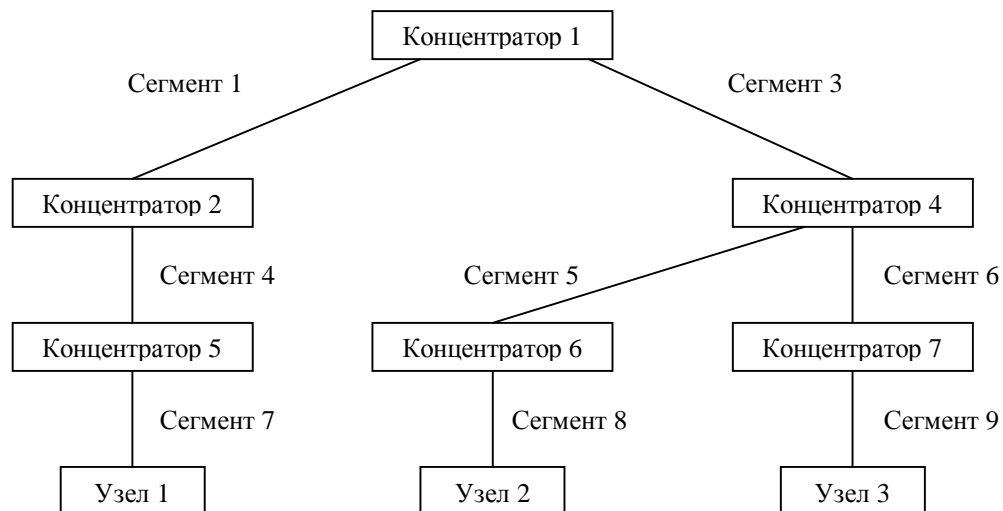 Концентратор 1
Сегмент 1
Сегмент 3
Концентратор 2
Концентратор 4
Сегмент 4
Сегмент 5
Сегмент 6
Концентратор 5
Концентратор 6
Концентратор 7
Сегмент 7
Сегмент 8
Сегмент 9
Узел 1
Узел 2
Узел 3